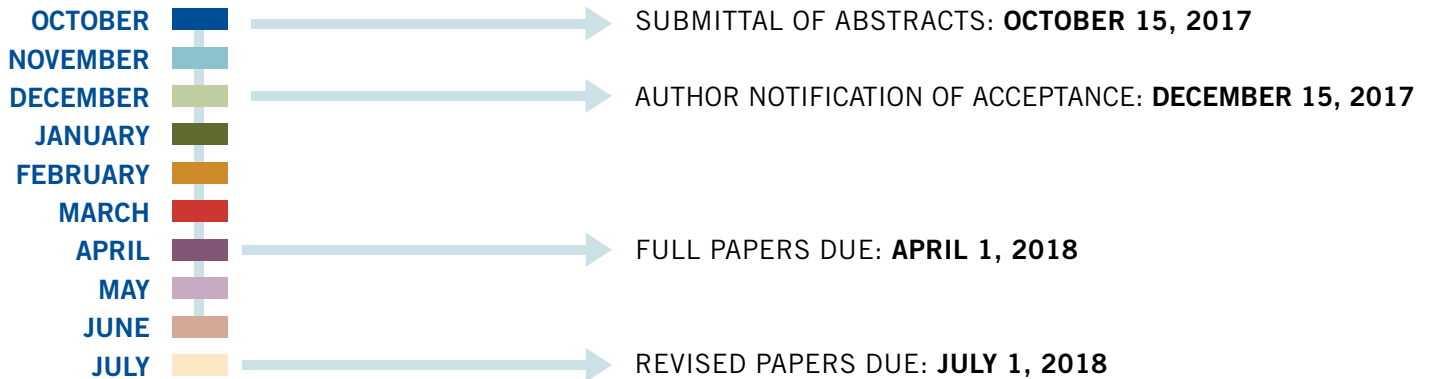 OCTOBER SUBMITTAL OF ABSTRACTS: OCTOBER 15, 2017
NOVEMBER
DECEMBER AUTHOR NOTIFICATION OF ACCEPTANCE: DECEMBER 15, 2017
JANUARY
FEBRUARY
MARCH
APRIL FULL PAPERS DUE: APRIL 1, 2018
MAY
JUNE
JULY REVISED PAPERS DUE: JULY 1, 2018